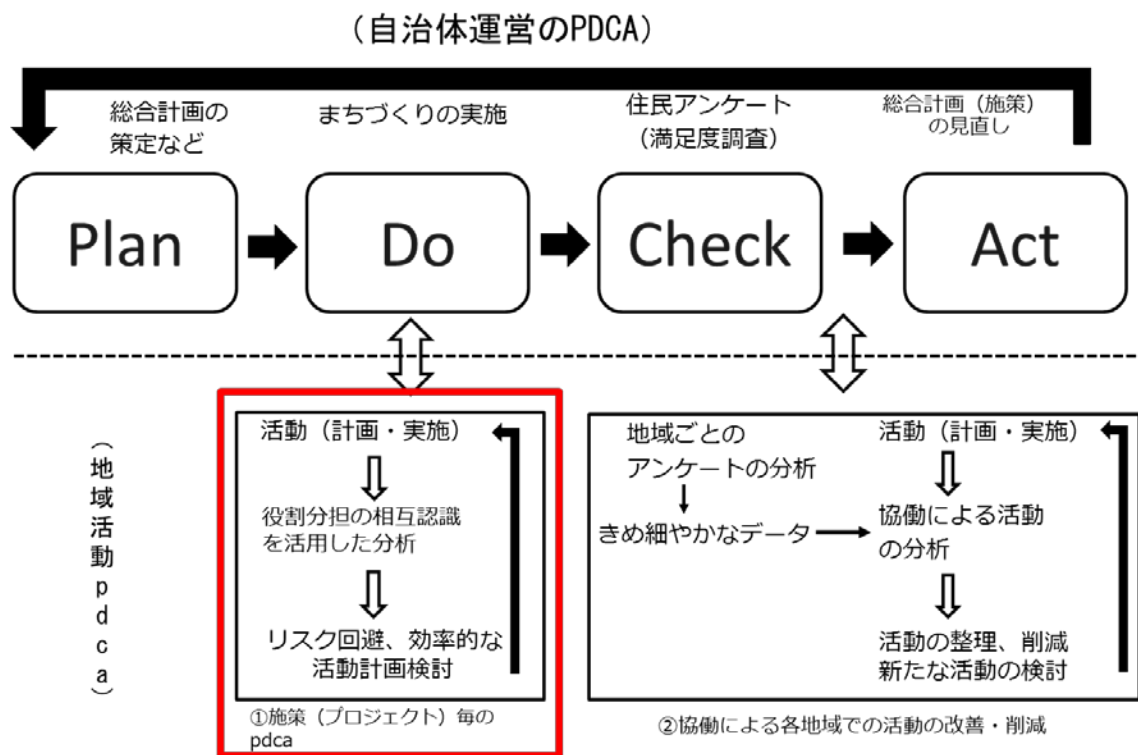 （自治体運営のPDCA）
総合計画の
策定など
まちづくりの実施
住民アンケート
（満足度調査）
総合計画（施策）
の見直し
Plan
Do
Check
Act
（地域活動pdca）
活動（計画・実施）
役割分担の相互認識
を活用した分析
リスク回避、効率的な
活動計画検討
①施策（プロジェクト）毎の
pdca
地域ごとの
アンケートの分析
きめ細やかなデータ
活動（計画・実施）
協働による活動
の分析
活動の整理、削減
新たな活動の検討
②協働による各地域での活動の改善・削減